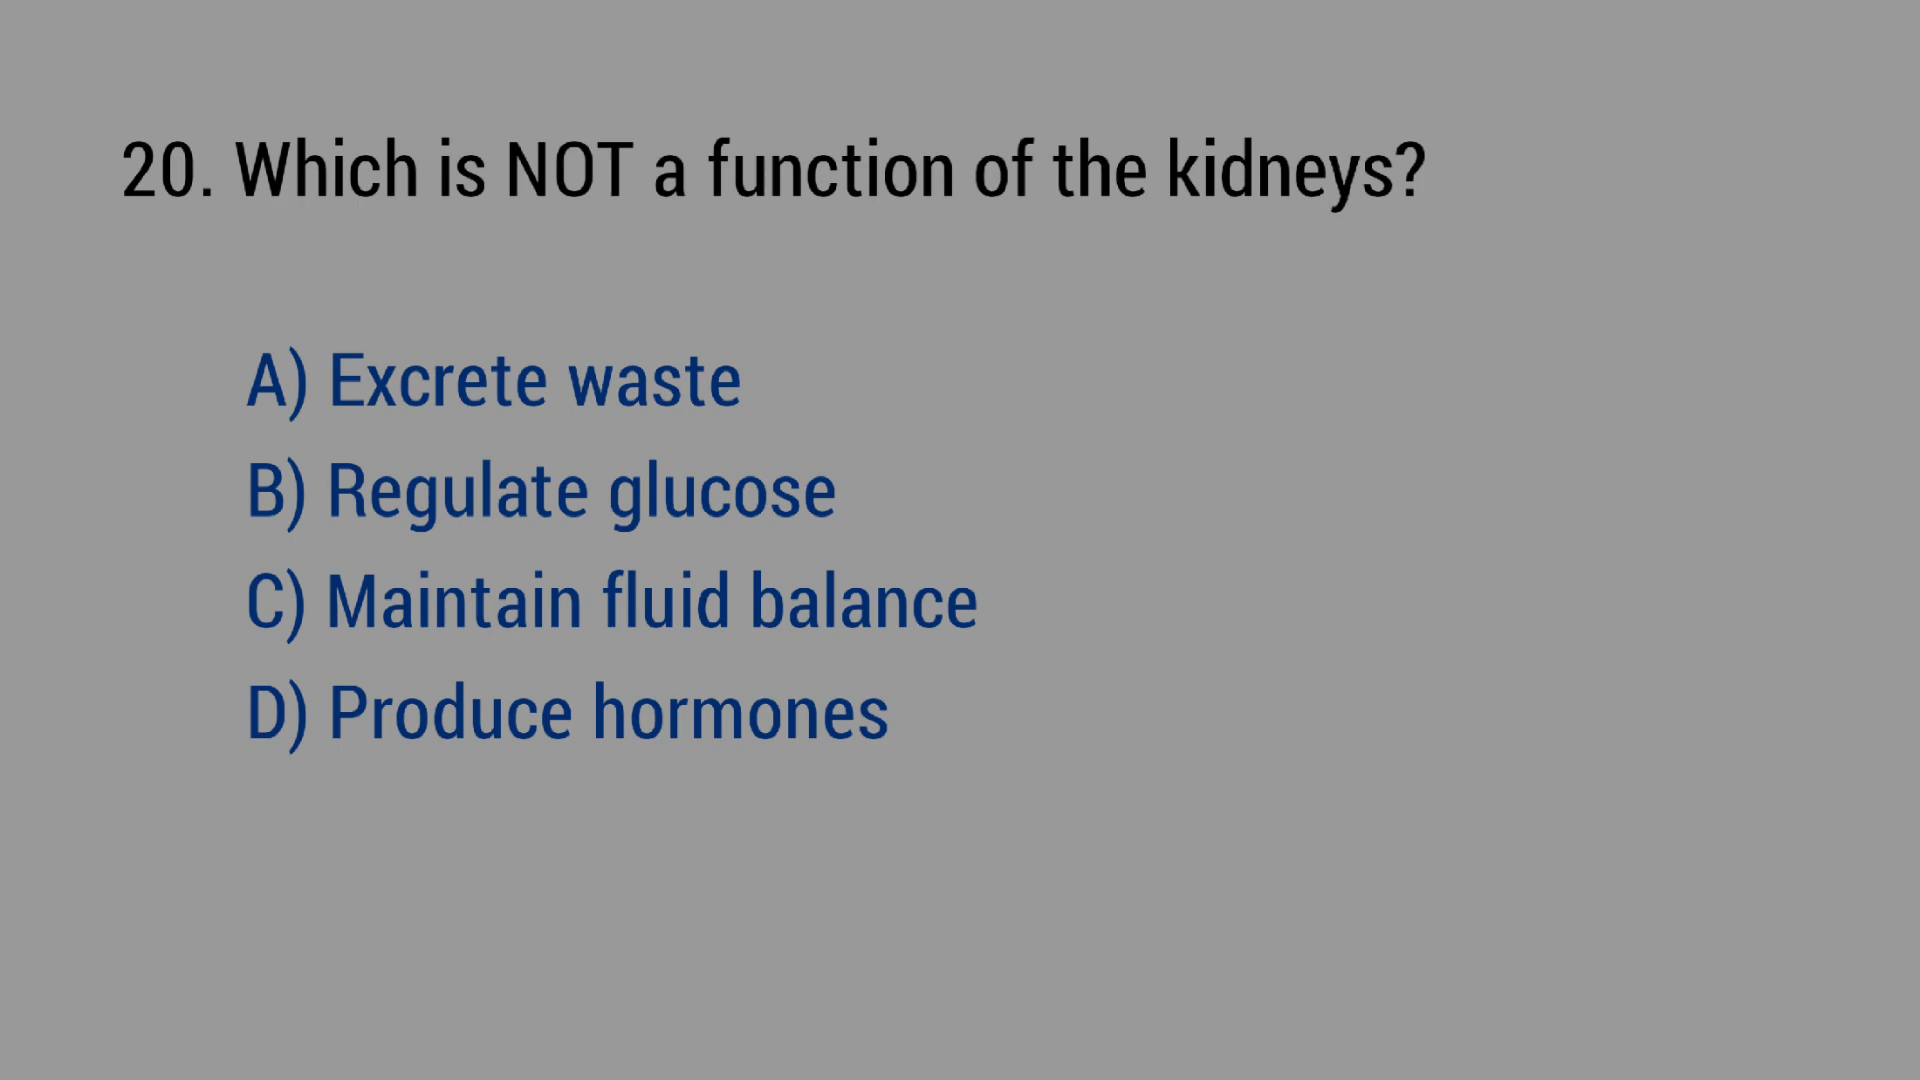 20. Which is NOT a function of the kidneys?
A) Excrete waste
B) Regulate glucose
C) Maintain fluid balance
D) Produce hormones